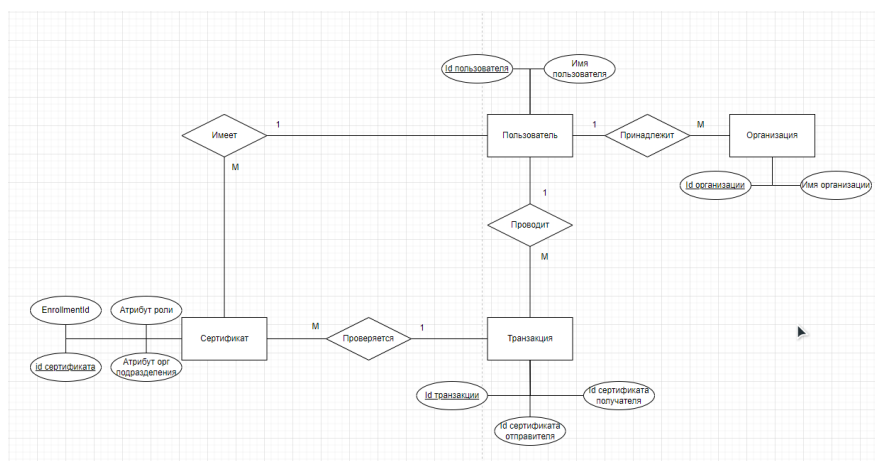 Id пользователя
Имя
пользователя
Имеет
1
М
Пользователь
1
Принадлежит
М
Организация
Id организации
Имя организации
1
Проводит
М
EnrollmentId
Атрибут роли
Сертификат
М
Проверяется
1
Транзакция
id сертификата
Атрибут орг
подразделения
Id транзакции
Id сертификата
получателя
Id сертификата
отправителя